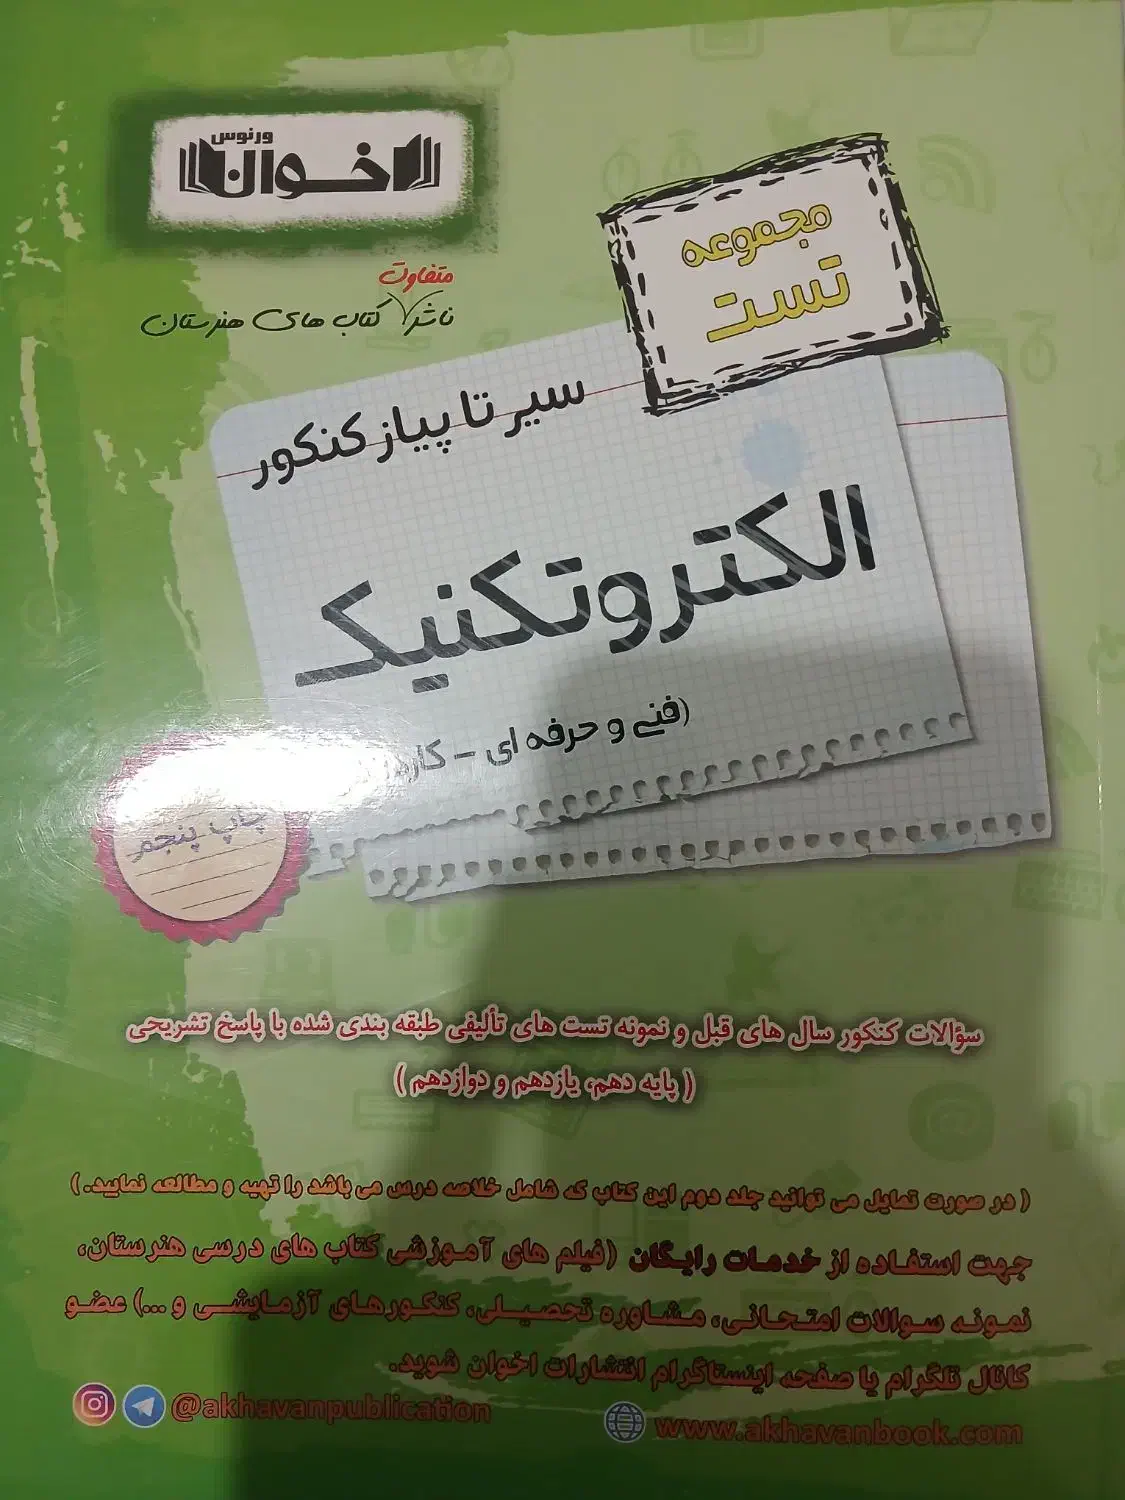 ورنوس
اخوان
متفاوت
ناشر کتاب های هنرستان
مجموعه
تست
سیر تا پیاز کنکور
الکتروتکنیک
(فنی و حرفه ای -
چاپ پنجم
سؤالات کنکور سال های قبل و نمونه تست های تألیفی طبقه بندی شده با پاسخ تشریحی
( پایه دهم، یازدهم و دوازدهم )
( در صورت تمایل می توانید جلد دوم این کتاب که شامل خلاصه درس می باشد را تهیه و مطالعه نمایید. )
جهت استفاده از خدمات رایگان (فیلم های آموزشی کتاب های درسی هنرستان،
نمونه سوالات امتحانی، مشاوره تحصیلی، کنکورهای آزمایشی و ...) عضو
کانال تلگرام یا صفحه اینستاگرام انتشارات اخوان شوید.
@akhavanpublication
www.akhavanbook.com